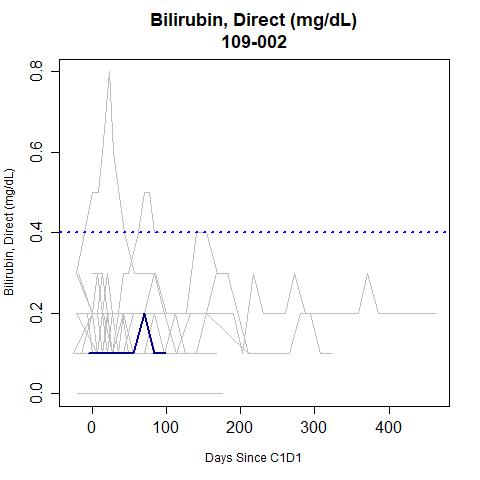 Bilirubin, Direct (mg/dL)
109-002
Bilirubin, Direct (mg/dL)
0.8
0.6
0.4
0.2
0.0
0 100 200 300 400
Days Since C1D1